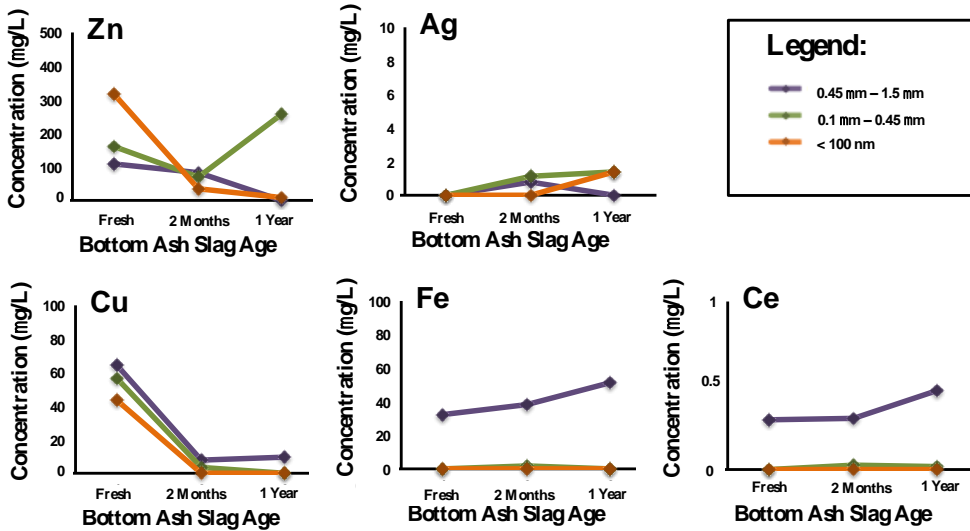 Zn
Concentration (mg/L)
500
400
300
200
100
0
Fresh 2 Months 1 Year
Bottom Ash Slag Age
Ag
Concentration (mg/L)
10
8
6
4
2
0
Fresh 2 Months 1 Year
Bottom Ash Slag Age
Legend:
0.45 mm – 1.5 mm
0.1 mm – 0.45 mm
< 100 nm
Cu
Concentration (mg/L)
100
80
60
40
20
0
Fresh 2 Months 1 Year
Bottom Ash Slag Age
Fe
Concentration (mg/L)
100
80
60
40
20
0
Fresh 2 Months 1 Year
Bottom Ash Slag Age
Ce
Concentration (mg/L)
1
0.5
0
Fresh 2 Months 1 Year
Bottom Ash Slag Age